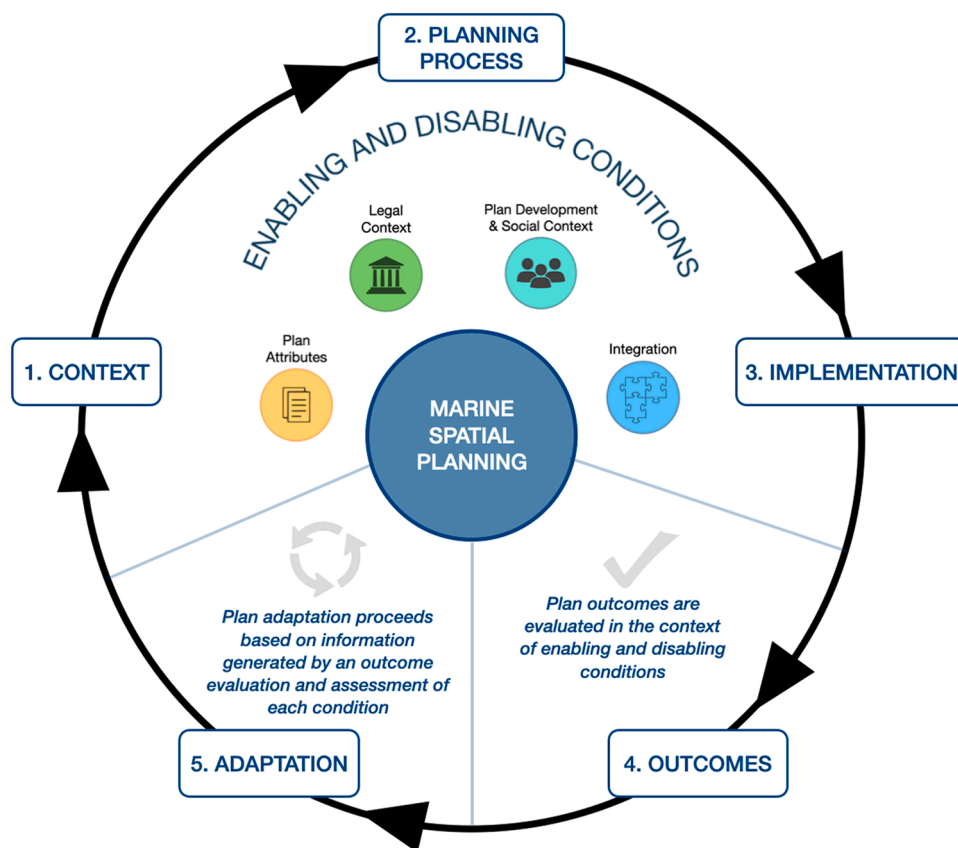 2. PLANNING
PROCESS
ENABLING AND DISABLING CONDITIONS
Legal
Context
Plan Development
& Social Context
Plan
Attributes
Integration
1. CONTEXT
3. IMPLEMENTATION
MARINE
SPATIAL
PLANNING
Plan adaptation proceeds
based on information
generated by an outcome
evaluation and assessment of
each condition
Plan outcomes are
evaluated in the context
of enabling and disabling
conditions
5. ADAPTATION
4. OUTCOMES